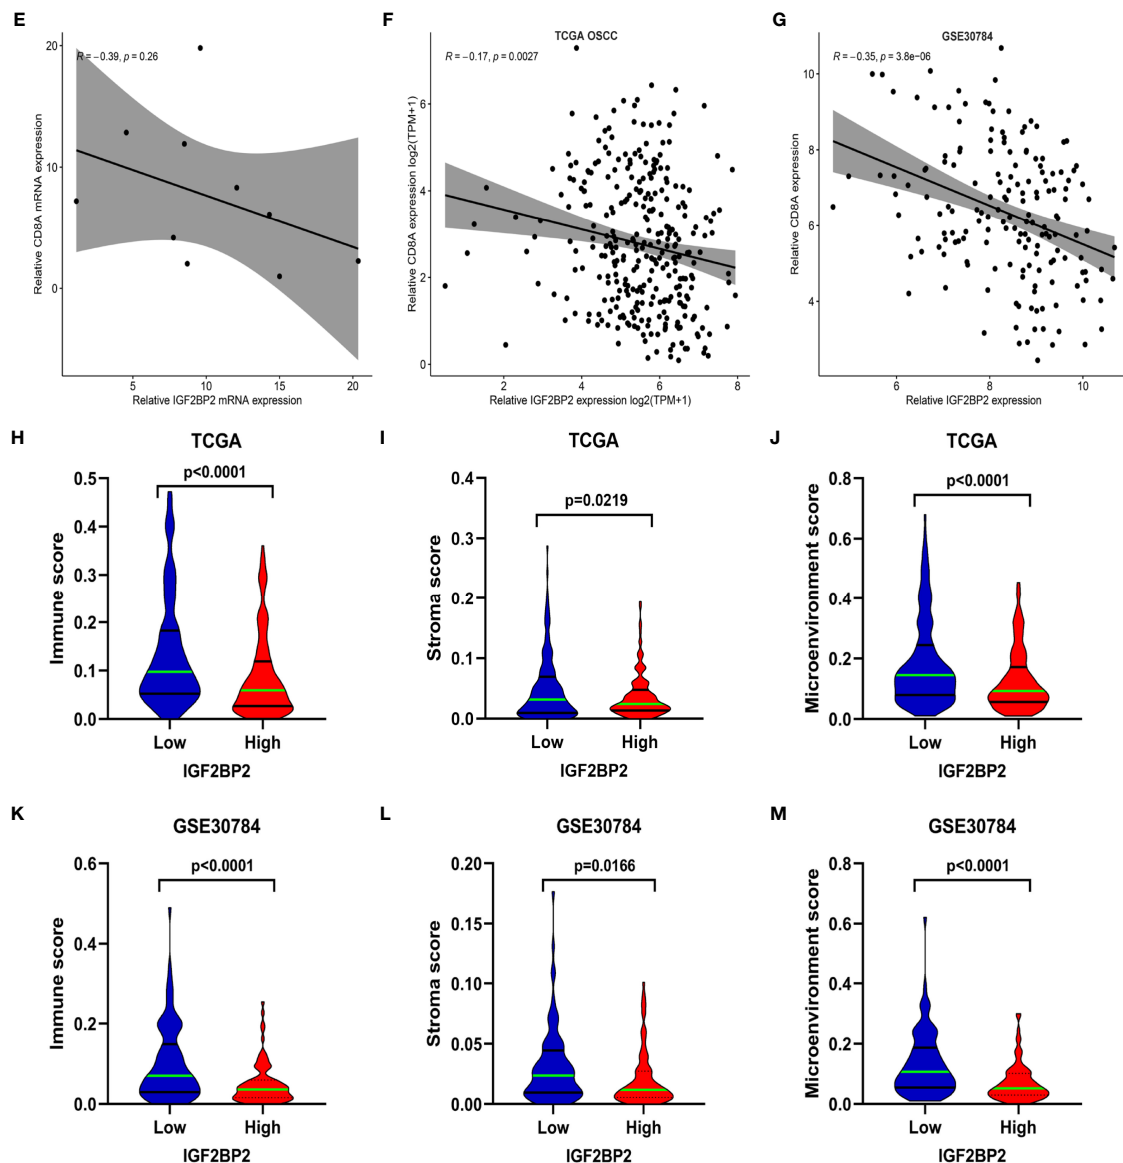 E
R = −0.39, p = 0.26
20
10
0
Relative CD8A mRNA expression
5 10 15 20
Relative IGF2BP2 mRNA expression
F
TCGA OSCC
R = −0.17, p = 0.0027
6
4
2
0
Relative CD8A expression log2(TPM+1)
2 4 6 8
Relative IGF2BP2 expression log2(TPM+1)
G
GSE30784
R = −0.35, p = 3.8e−06
10
8
6
4
Relative CD8A expression
6 8 10
Relative IGF2BP2 expression
H
TCGA
p<0.0001
0.5
0.4
0.3
0.2
0.1
0.0
Immune score
Low High
IGF2BP2
I
TCGA
p=0.0219
0.4
0.3
0.2
0.1
0.0
Stroma score
Low High
IGF2BP2
J
TCGA
p<0.0001
0.8
0.6
0.4
0.2
0.0
Microenvironment score
Low High
IGF2BP2
K
GSE30784
p<0.0001
0.6
0.4
0.2
0.0
Immune score
Low High
IGF2BP2
L
GSE30784
p=0.0166
0.20
0.15
0.10
0.05
0.00
Stroma score
Low High
IGF2BP2
M
GSE30784
p<0.0001
0.8
0.6
0.4
0.2
0.0
Microenvironment score
Low High
IGF2BP2